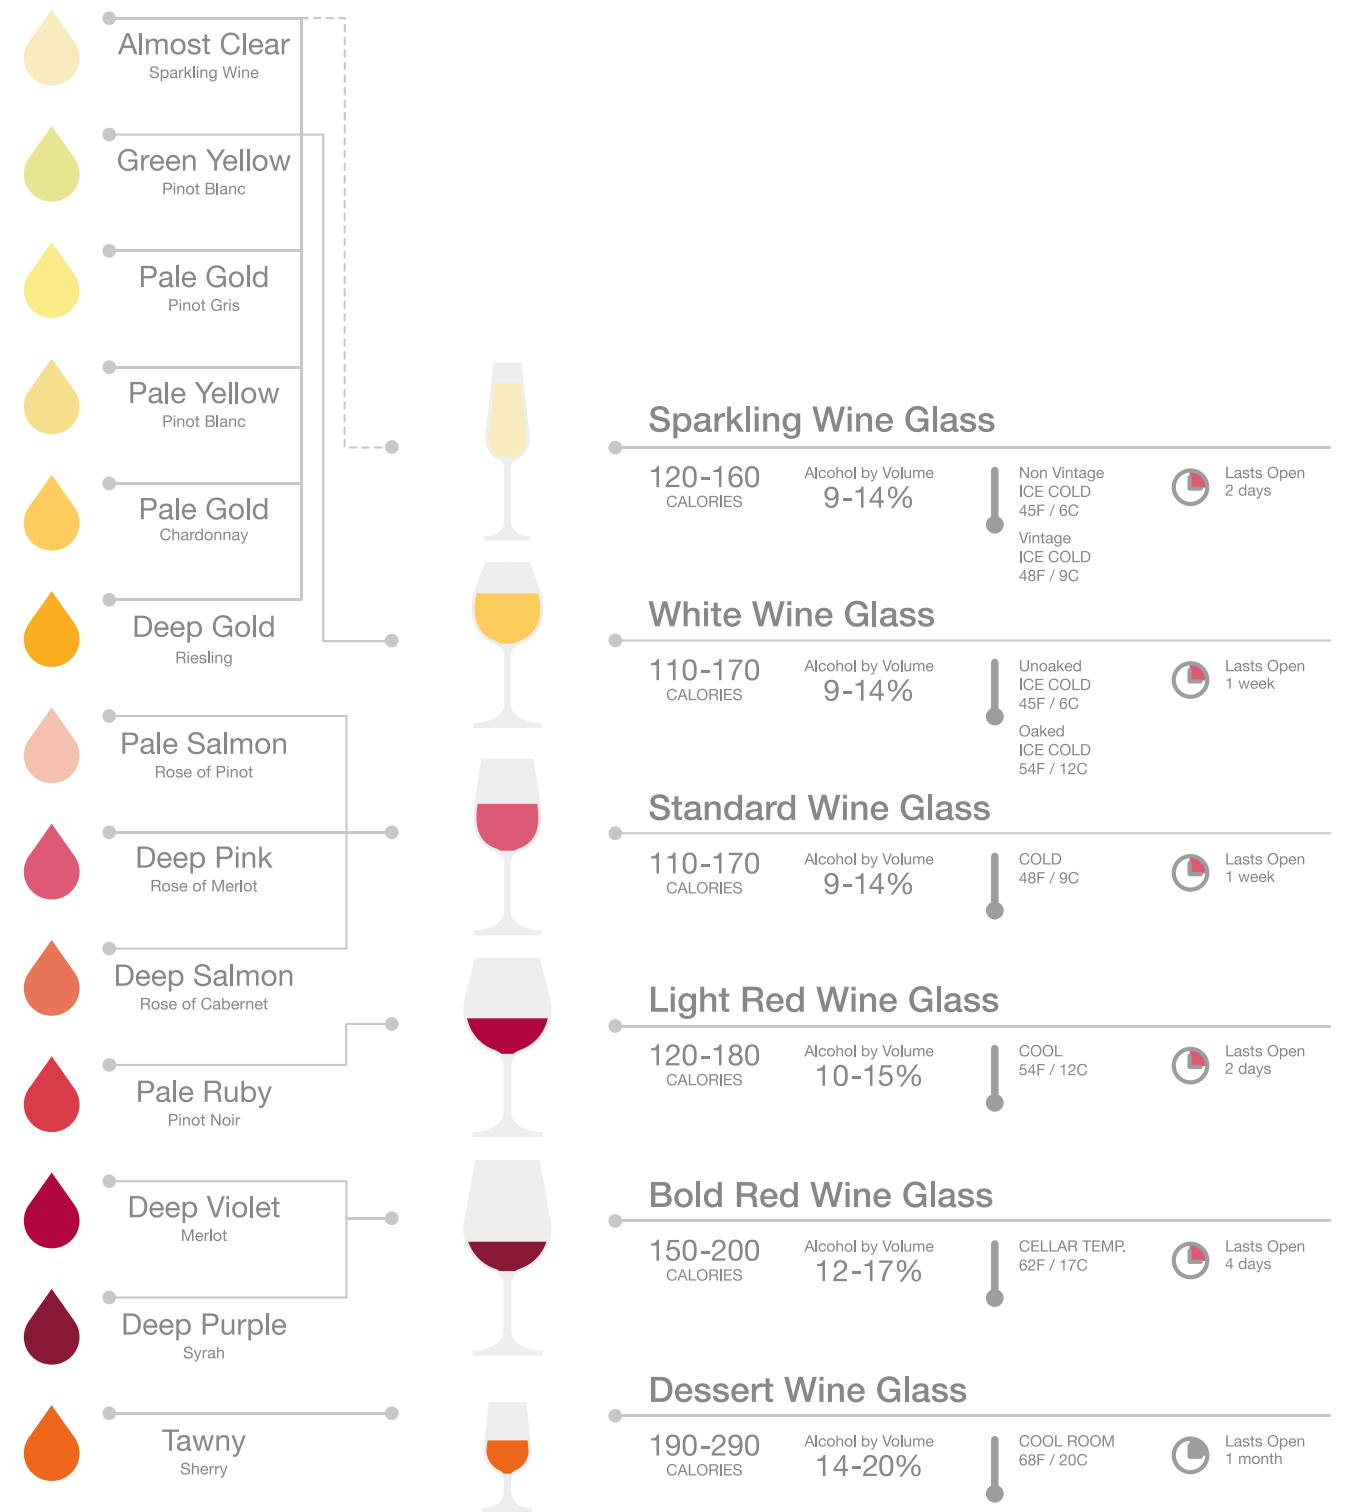 Almost Clear
Sparkling Wine
Green Yellow
Pinot Blanc
Pale Gold
Pinot Gris
Pale Yellow
Pinot Blanc
Pale Gold
Chardonnay
Deep Gold
Riesling
Pale Salmon
Rose of Pinot
Deep Pink
Rose of Merlot
Deep Salmon
Rose of Cabernet
Pale Ruby
Pinot Noir
Deep Violet
Merlot
Deep Purple
Syrah
Tawny
Sherry
Sparkling Wine Glass
120-160
CALORIES
Alcohol by Volume
9-14%
Non Vintage
ICE COLD
45F / 6C
Vintage
ICE COLD
48F / 9C
Lasts Open
2 days
White Wine Glass
110-170
CALORIES
Alcohol by Volume
9-14%
Unoaked
ICE COLD
45F / 6C
Oaked
ICE COLD
54F / 12C
Lasts Open
1 week
Standard Wine Glass
110-170
CALORIES
Alcohol by Volume
9-14%
COLD
48F / 9C
Lasts Open
1 week
Light Red Wine Glass
120-180
CALORIES
Alcohol by Volume
10-15%
COOL
54F / 12C
Lasts Open
2 days
Bold Red Wine Glass
150-200
CALORIES
Alcohol by Volume
12-17%
CELLAR TEMP.
62F / 17C
Lasts Open
4 days
Dessert Wine Glass
190-290
CALORIES
Alcohol by Volume
14-20%
COOL ROOM
68F / 20C
Lasts Open
1 month